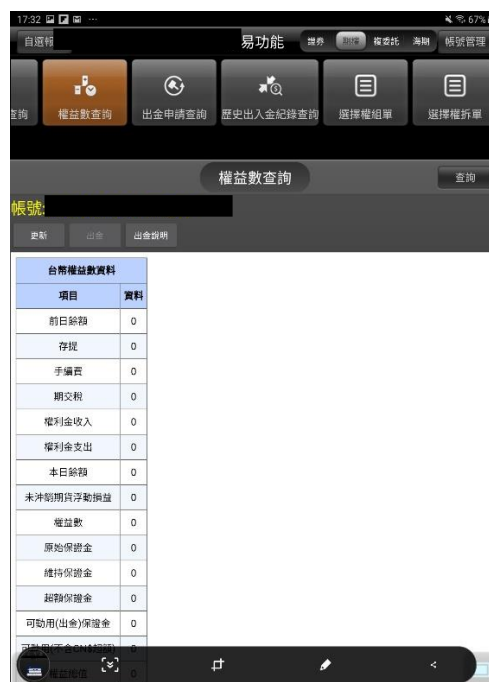 17:32
67%
自選報
易功能 證券 期權 複委託 海期 帳號管理
查詢 權益數查詢 出金申請查詢 歷史出入金紀錄查詢 選擇權組單 選擇權拆單
權益數查詢 查詢
帳號:
更新 出金 出金說明
台幣權益數資料
項目 資料
前日餘額 0
存提 0
手續費 0
期交稅 0
權利金收入 0
權利金支出 0
本日餘額 0
未沖銷期貨浮動損益 0
權益數 0
原始保證金 0
維持保證金 0
超額保證金 0
可動用(出金)保證金 0
權益總值 0